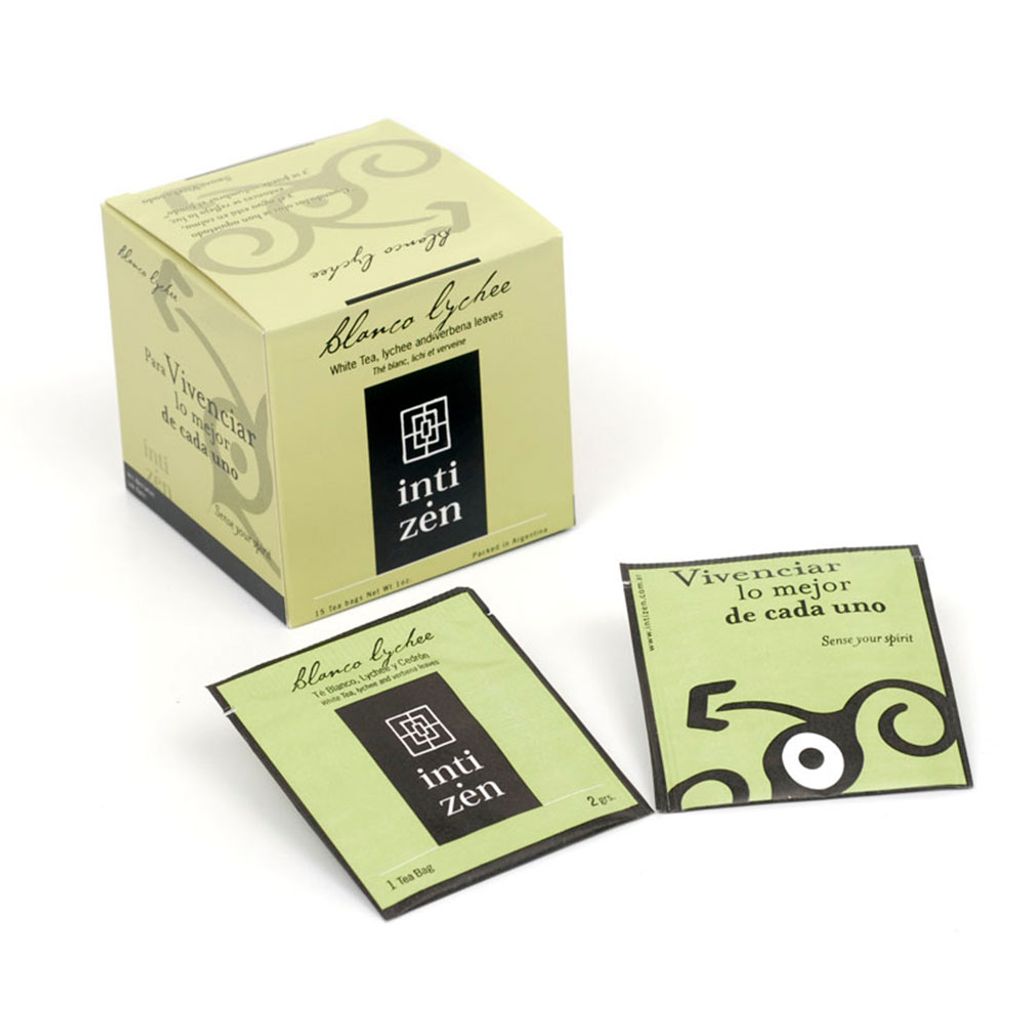 Blanco lychee
Blanco lychee
White Tea, lychee and verbena leaves
Thé blanc, lichi et verveine
inti
zen
15 Tea bags Net Wt 1oz.
Packed in Argentina
Blanco lychee
Para Vivenciar
lo mejor
de cada uno
inti
zen
Sense your spirit
Blanco lychee
Té Blanco, Lychee y Cedrón
White Tea, lychee and verbena leaves
inti
zen
2 grs.
1 Tea Bag
www.intizen.com.ar
Vivenciar
lo mejor
de cada uno
Sense your spirit